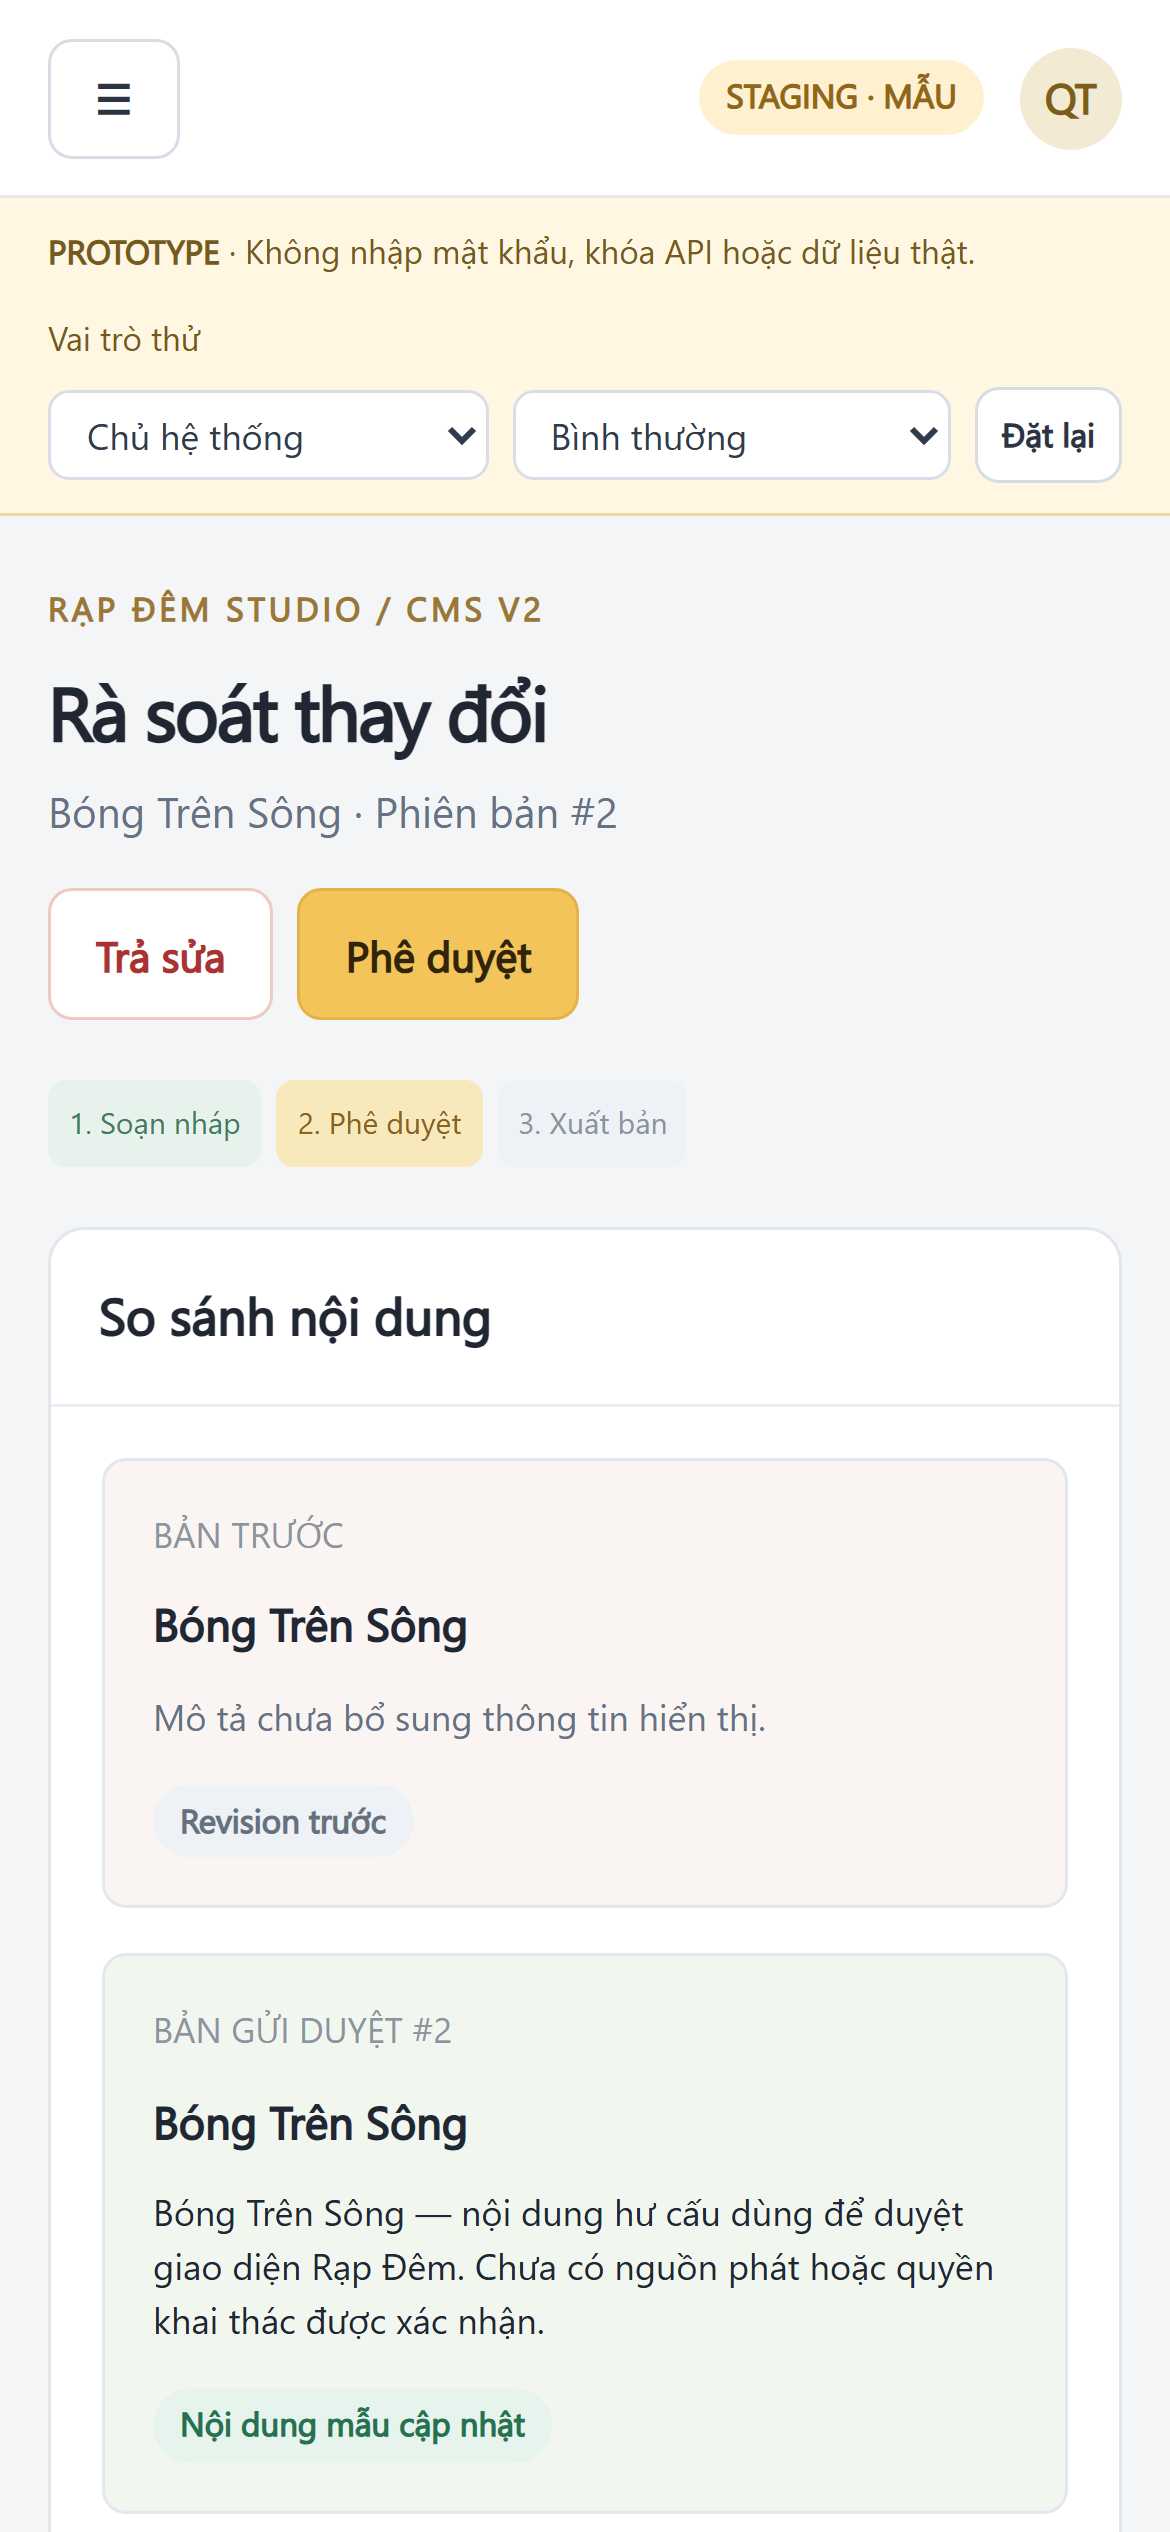 ☰
STAGING · MẪU
QT
PROTOTYPE · Không nhập mật khẩu, khóa API hoặc dữ liệu thật.
Vai trò thử
Chủ hệ thống
Bình thường
Đặt lại
RẠP ĐÊM STUDIO / CMS V2
Rà soát thay đổi
Bóng Trên Sông · Phiên bản #2
Trả sửa
Phê duyệt
1. Soạn nháp
2. Phê duyệt
3. Xuất bản
So sánh nội dung
BẢN TRƯỚC
Bóng Trên Sông
Mô tả chưa bổ sung thông tin hiển thị.
Revision trước
BẢN GỬI DUYỆT #2
Bóng Trên Sông
Bóng Trên Sông — nội dung hư cấu dùng để duyệt
giao diện Rạp Đêm. Chưa có nguồn phát hoặc quyền
khai thác được xác nhận.
Nội dung mẫu cập nhật